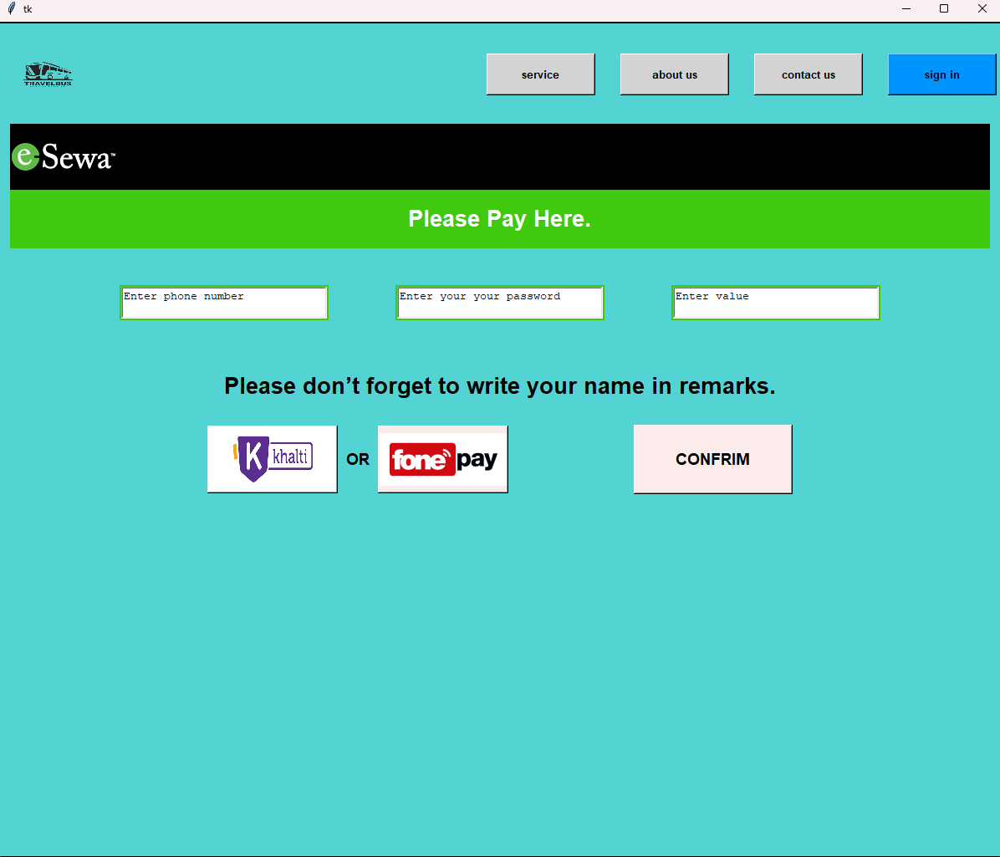 tk
TRAVELBUS
service
about us
contact us
sign in
eSewa™
Please Pay Here.
Enter phone number
Enter your your password
Enter value
Please don’t forget to write your name in remarks.
khalti
OR
fonepay
CONFRIM